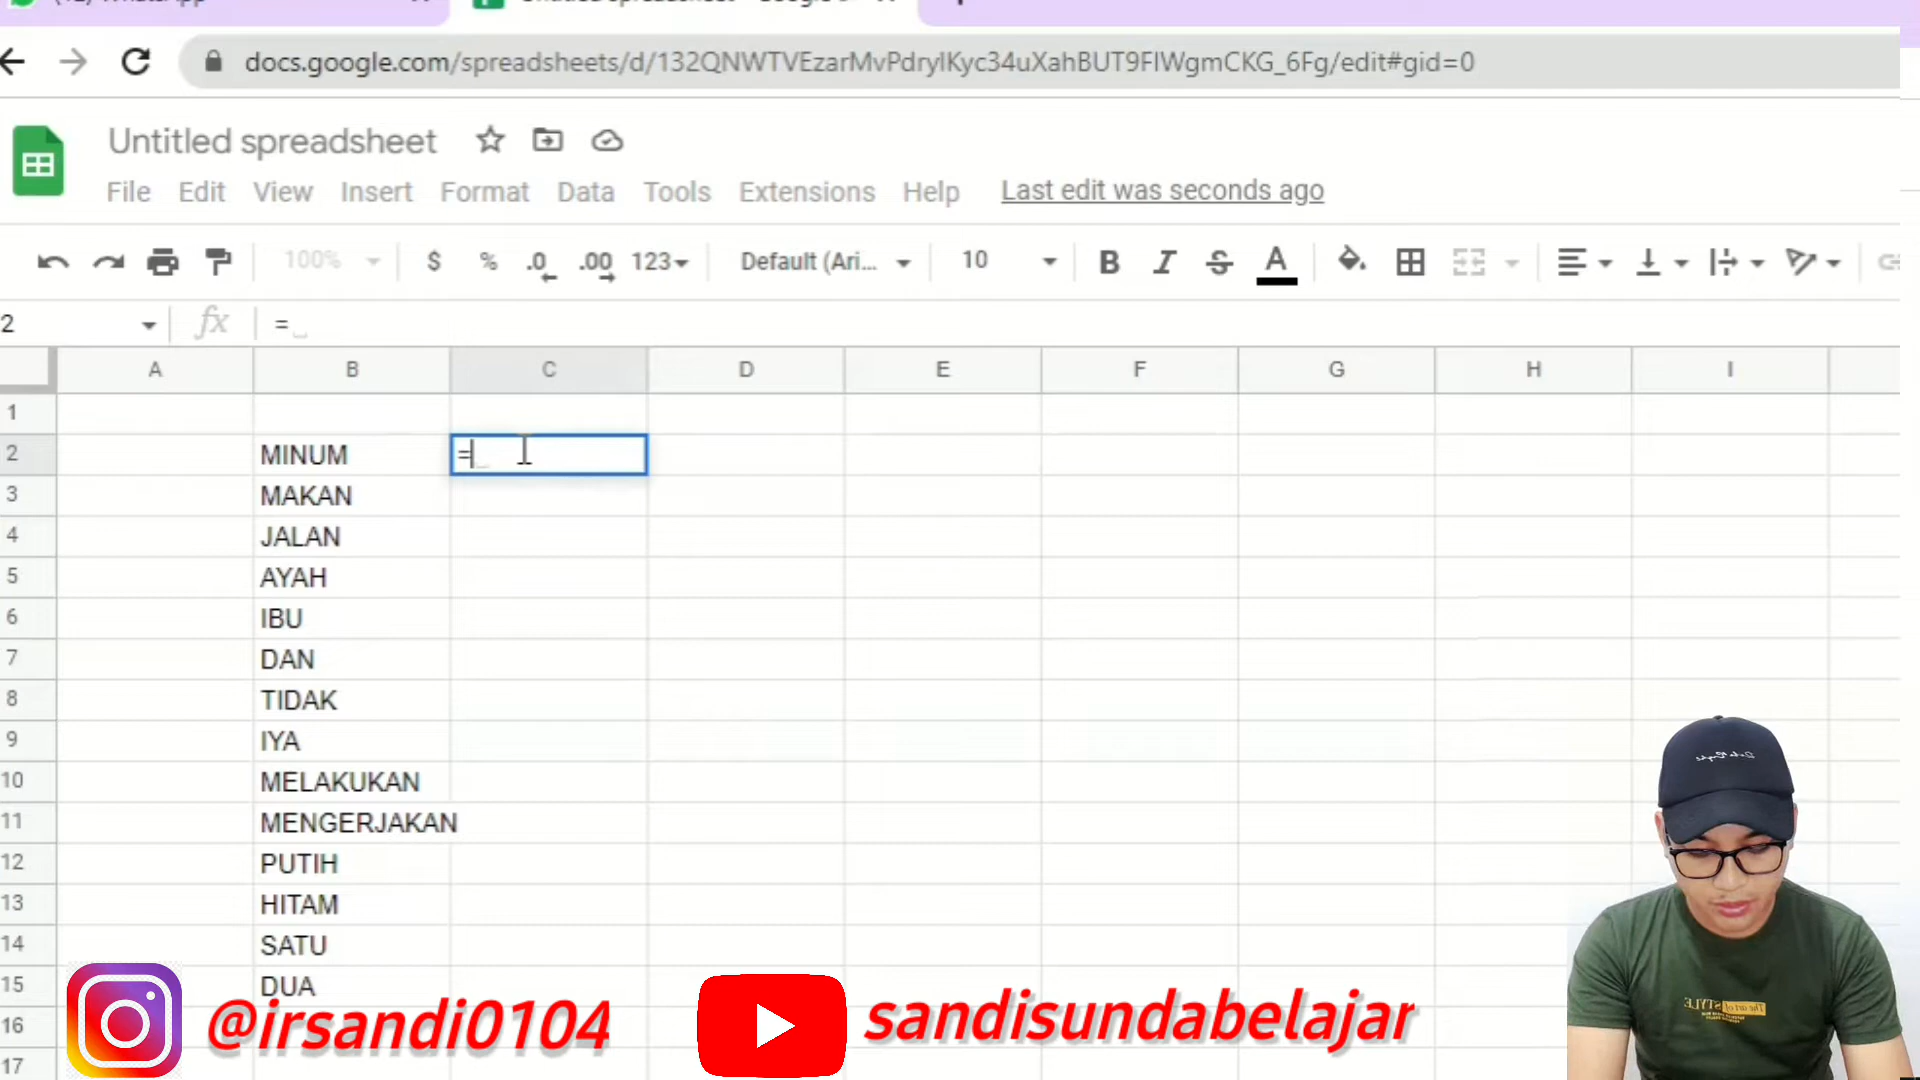 docs.google.com/spreadsheets/d/132QNWTVEzarMvPdrylKyc34uXahBUT9FIWgmCKG_6Fg/edit#gid=0
Untitled spreadsheet
File Edit View Insert Format Data Tools Extensions Help Last edit was seconds ago
100% $ % .0 .00 123 Default (Ari... 10 B I S A
2 fx =
A B C D E F G H I
1
2 MINUM =
3 MAKAN
4 JALAN
5 AYAH
6 IBU
7 DAN
8 TIDAK
9 IYA
10 MELAKUKAN
11 MENGERJAKAN
12 PUTIH
13 HITAM
14 SATU
15 DUA
16
17
@irsandi0104
sandisundabelajar